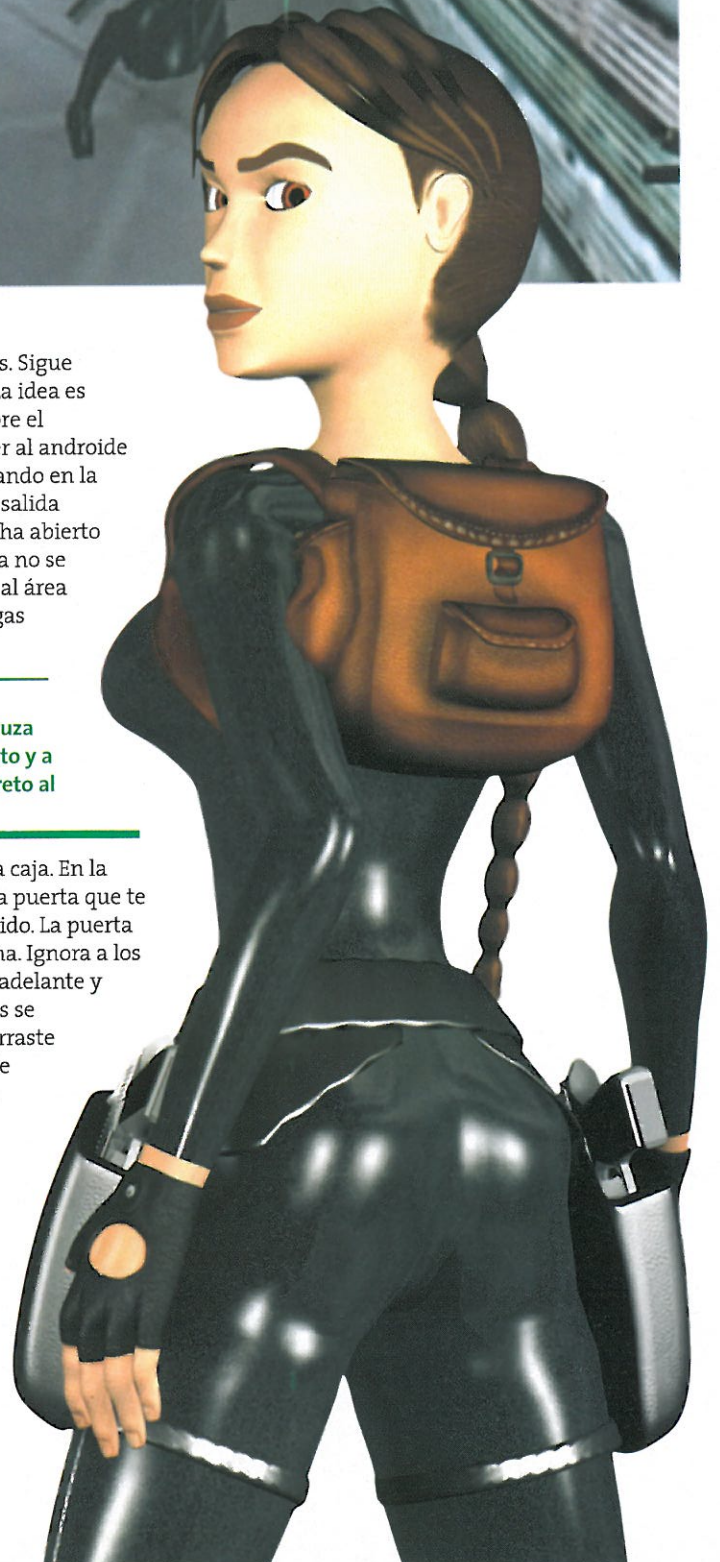 s. Sigue
a idea es
re el
r al androide
ando en la
salida
ha abierto
a no se
al área
gas
uza
to y a
reto al
a caja. En la
a puerta que te
ido. La puerta
na. Ignora a los
adelante y
s se
rraste
e